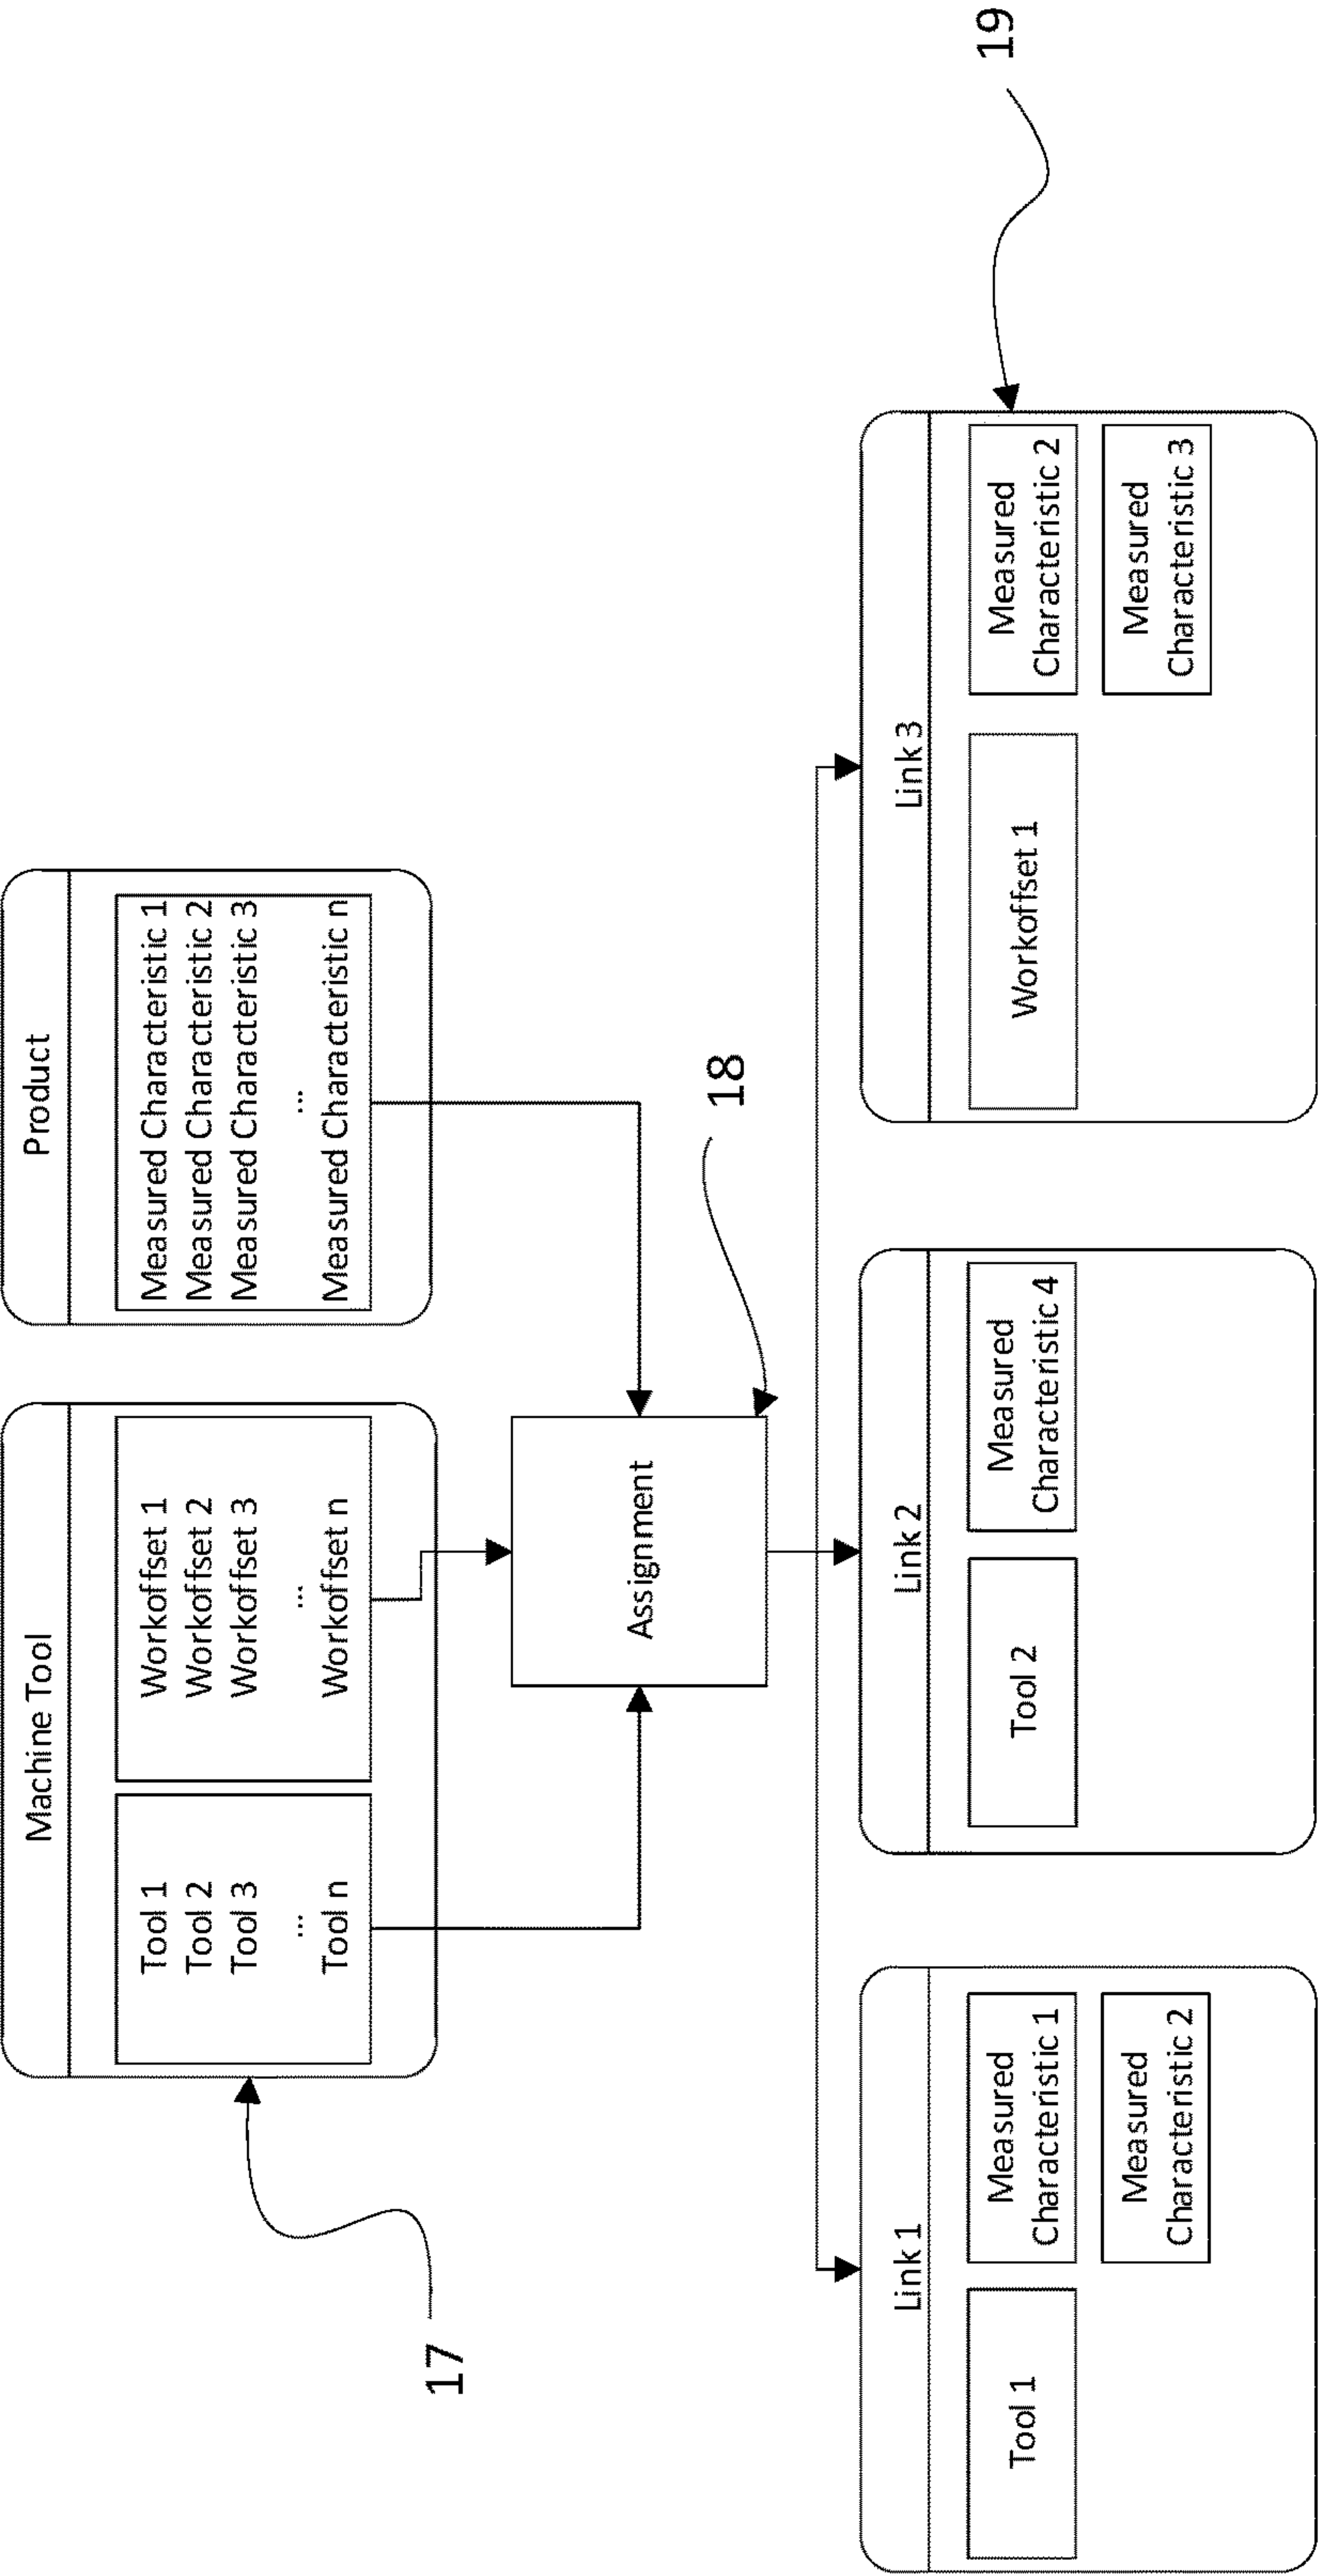 Machine Tool
Tool 1
Tool 2
Tool 3
...
Tool n
Workoffset 1
Workoffset 2
Workoffset 3
...
Workoffset n
Product
Measured Characteristic 1
Measured Characteristic 2
Measured Characteristic 3
...
Measured Characteristic n
17
Assignment
18
Link 1
Tool 1
Measured
Characteristic 1
Measured
Characteristic 2
Link 2
Tool 2
Measured
Characteristic 4
Link 3
Workoffset 1
Measured
Characteristic 2
Measured
Characteristic 3
19